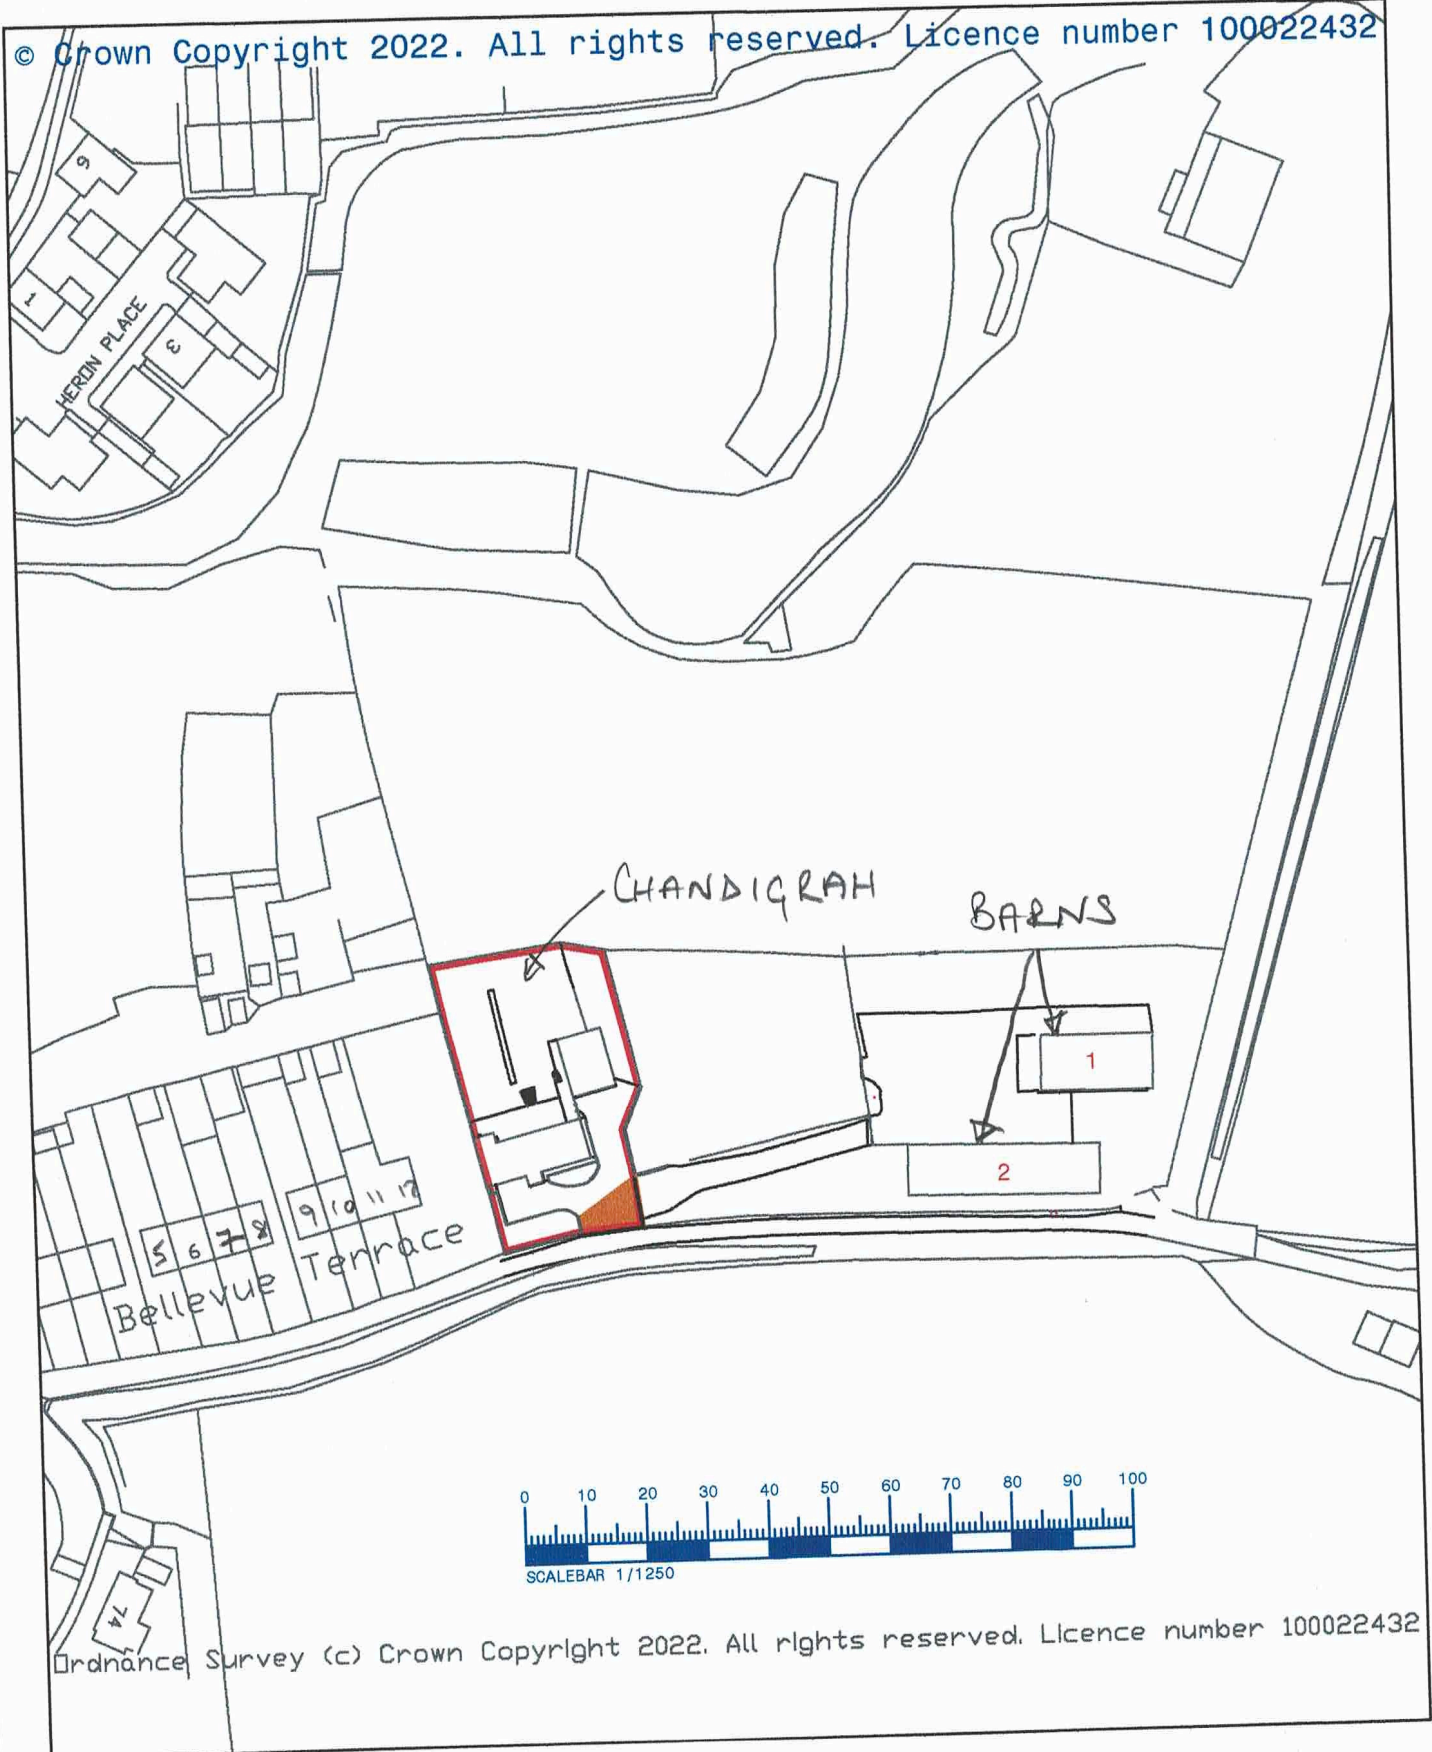 © Crown Copyright 2022. All rights reserved. Licence number 100022432
9
1
HERON PLACE
3
CHANDIGRAH
BARNS
1
2
5 6 7 8
9 10 11 12
Bellevue Terrace
0 10 20 30 40 50 60 70 80 90 100
SCALEBAR 1/1250
74
Ordnance Survey (c) Crown Copyright 2022. All rights reserved. Licence number 100022432